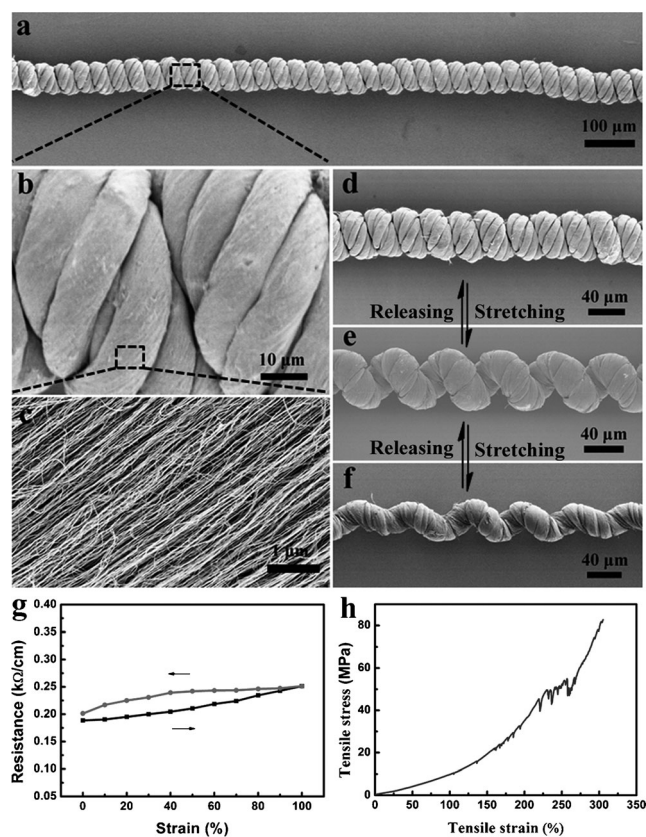 a
100 µm
b
10 µm
c
1 µm
d
Releasing Stretching
40 µm
e
Releasing Stretching
40 µm
f
40 µm
g
0.40
0.35
0.30
0.25
0.20
0.15
0.10
0.05
Resistance (kΩ/cm)
0 20 40 60 80 100
Strain (%)
h
80
60
40
20
0
Tensile stress (MPa)
0 50 100 150 200 250 300 350
Tensile strain (%)